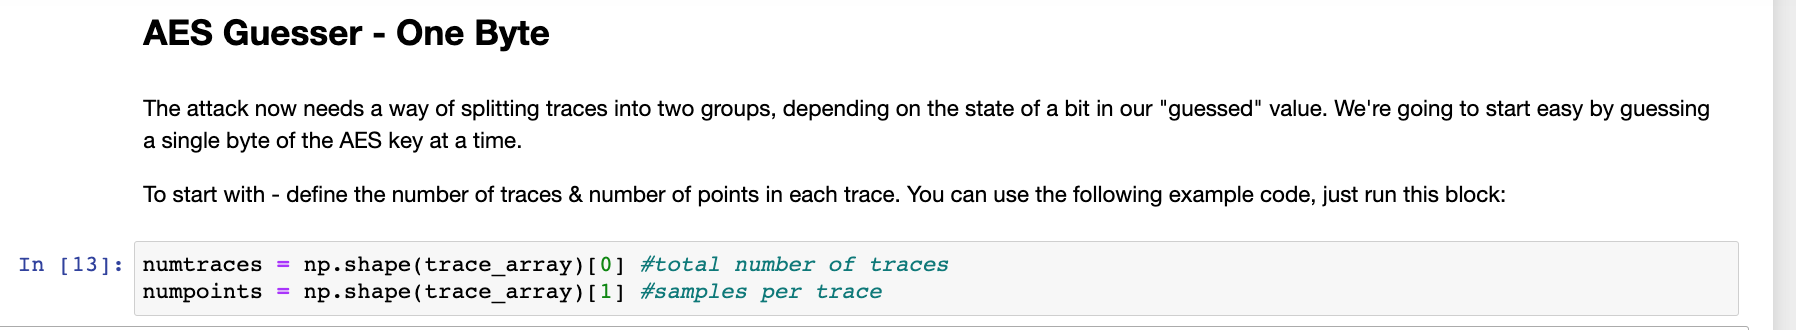 AES Guesser - One Byte
The attack now needs a way of splitting traces into two groups, depending on the state of a bit in our "guessed" value. We're going to start easy by guessing
a single byte of the AES key at a time.
To start with - define the number of traces & number of points in each trace. You can use the following example code, just run this block:
In [13]: numtraces = np.shape(trace_array)[0] #total number of traces
numpoints = np.shape(trace_array)[1] #samples per trace